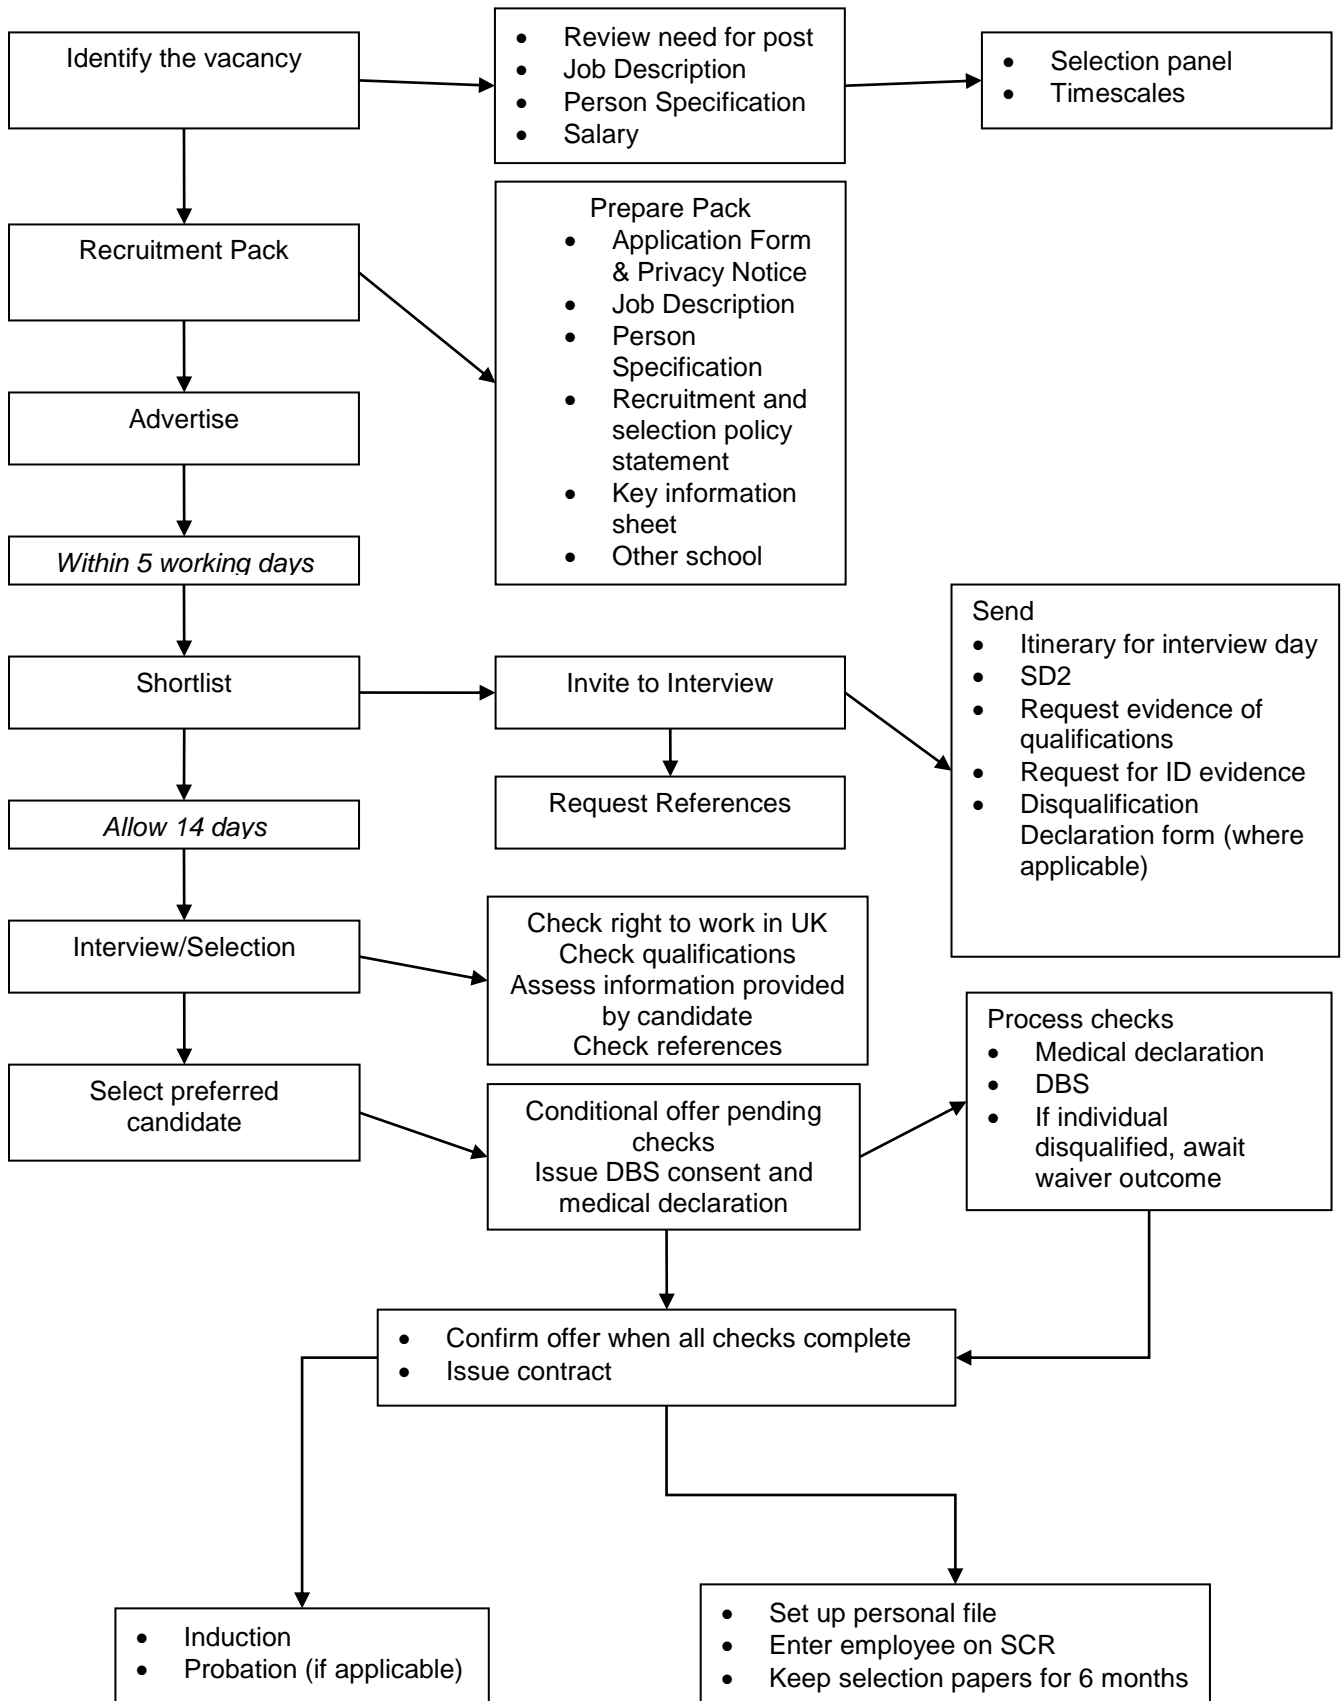 Identify the vacancy
• Review need for post
• Job Description
• Person Specification
• Salary
• Selection panel
• Timescales
Recruitment Pack
Prepare Pack
• Application Form
& Privacy Notice
• Job Description
• Person
Specification
• Recruitment and
selection policy
statement
• Key information
sheet
• Other school
Advertise
Within 5 working days
Shortlist
Invite to Interview
Send
• Itinerary for interview day
• SD2
• Request evidence of
qualifications
• Request for ID evidence
• Disqualification
Declaration form (where
applicable)
Request References
Allow 14 days
Interview/Selection
Check right to work in UK
Check qualifications
Assess information provided
by candidate
Check references
Select preferred
candidate
Conditional offer pending
checks
Issue DBS consent and
medical declaration
Process checks
• Medical declaration
• DBS
• If individual
disqualified, await
waiver outcome
• Confirm offer when all checks complete
• Issue contract
• Induction
• Probation (if applicable)
• Set up personal file
• Enter employee on SCR
• Keep selection papers for 6 months